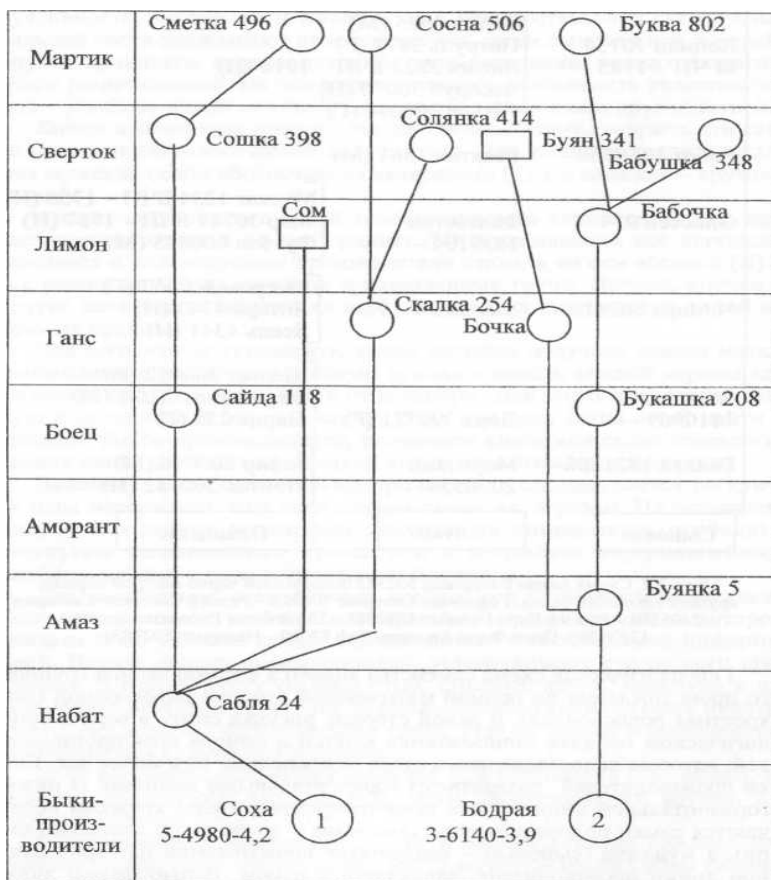 Сметка 496 Сосна 506 Буква 802
Мартик
Солянка 414
Сверток Сошка 398 Буян 341
Бабушка 348
Сом Бабочка
Лимон
Скалка 254
Ганс Бочка
Сайда 118 Букашка 208
Боец
Аморант
Буянка 5
Амаз
Набат Сабля 24
Быки-
произ-
водители
Соха 1 Бодрая 2
5-4980-4,2 3-6140-3,9